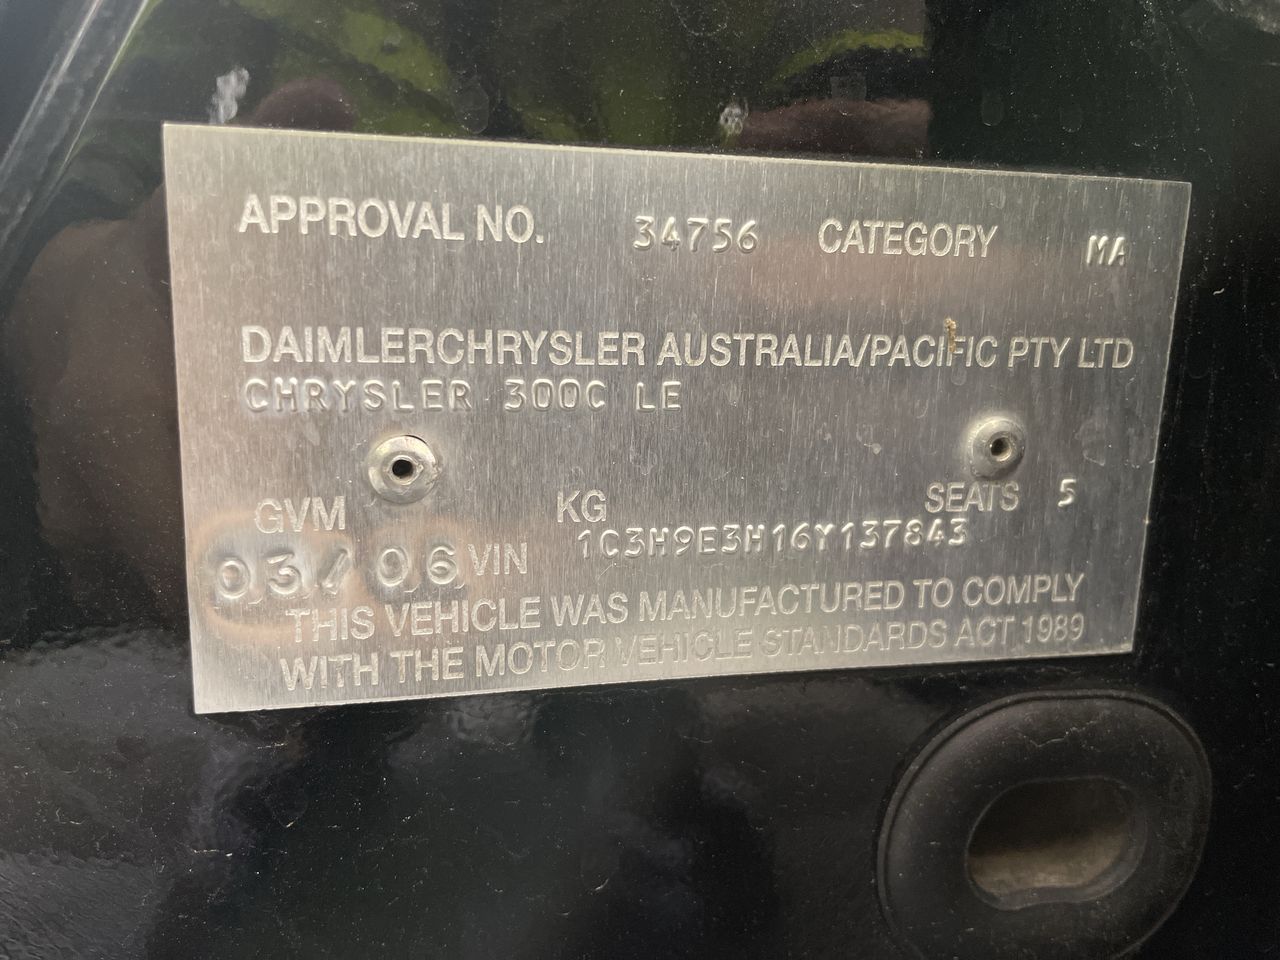 APPROVAL NO. 34756 CATEGORY MA
DAIMLERCHRYSLER AUSTRALIA/PACIFIC PTY LTD
CHRYSLER 300C LE
GVM KG SEATS 5
03/06 VIN 1C3H9E3H16Y137843
THIS VEHICLE WAS MANUFACTURED TO COMPLY
WITH THE MOTOR VEHICLE STANDARDS ACT 1989